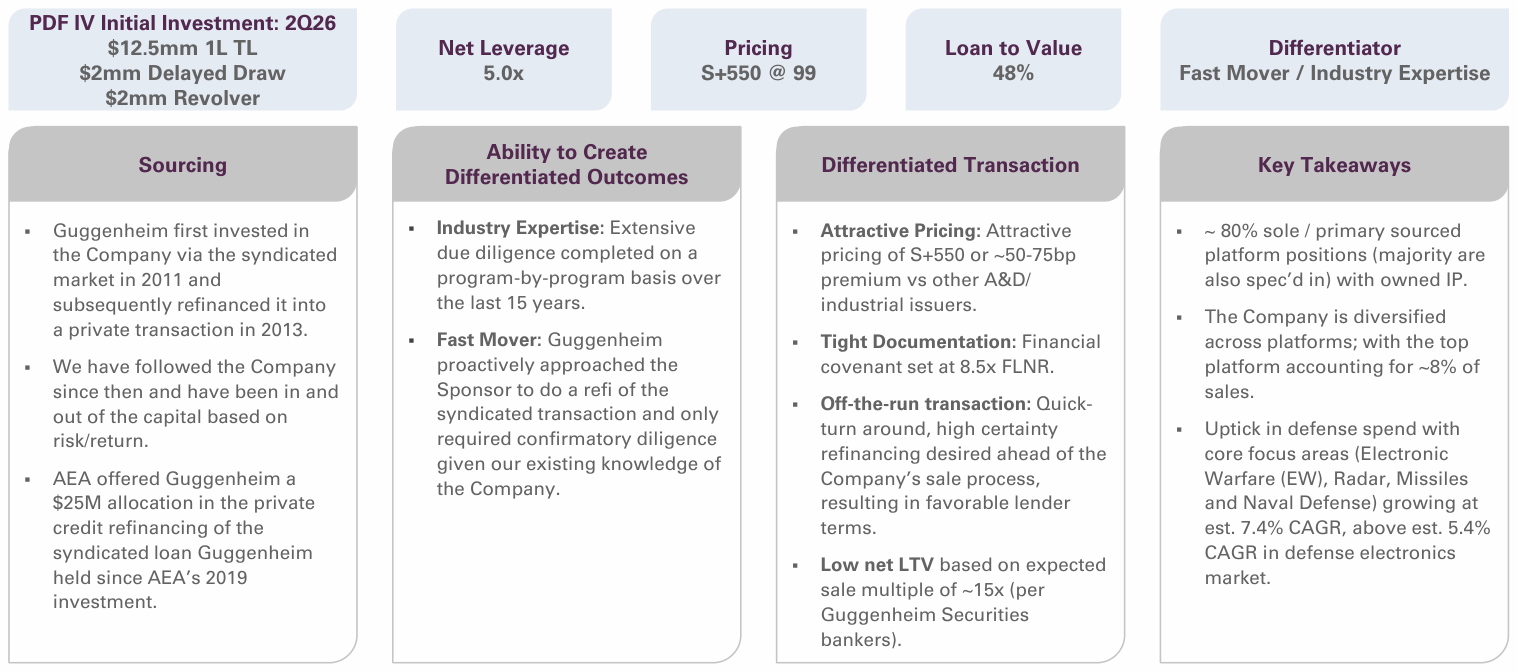 PDF IV Initial Investment: 2Q26
$12.5mm 1L TL
$2mm Delayed Draw
$2mm Revolver
Net Leverage
5.0x
Pricing
S+550 @ 99
Loan to Value
48%
Differentiator
Fast Mover / Industry Expertise
Sourcing
▪ Guggenheim first invested in
the Company via the syndicated
market in 2011 and
subsequently refinanced it into
a private transaction in 2013.
▪ We have followed the Company
since then and have been in and
out of the capital based on
risk/return.
▪ AEA offered Guggenheim a
$25M allocation in the private
credit refinancing of the
syndicated loan Guggenheim
held since AEA’s 2019
investment.
Ability to Create
Differentiated Outcomes
▪ Industry Expertise: Extensive
due diligence completed on a
program-by-program basis over
the last 15 years.
▪ Fast Mover: Guggenheim
proactively approached the
Sponsor to do a refi of the
syndicated transaction and only
required confirmatory diligence
given our existing knowledge of
the Company.
Differentiated Transaction
▪ Attractive Pricing: Attractive
pricing of S+550 or ~50-75bp
premium vs other A&D/
industrial issuers.
▪ Tight Documentation: Financial
covenant set at 8.5x FLNR.
▪ Off-the-run transaction: Quick-
turn around, high certainty
refinancing desired ahead of the
Company’s sale process,
resulting in favorable lender
terms.
▪ Low net LTV based on expected
sale multiple of ~15x (per
Guggenheim Securities
bankers).
Key Takeaways
▪ ~ 80% sole / primary sourced
platform positions (majority are
also spec’d in) with owned IP.
▪ The Company is diversified
across platforms; with the top
platform accounting for ~8% of
sales.
▪ Uptick in defense spend with
core focus areas (Electronic
Warfare (EW), Radar, Missiles
and Naval Defense) growing at
est. 7.4% CAGR, above est. 5.4%
CAGR in defense electronics
market.